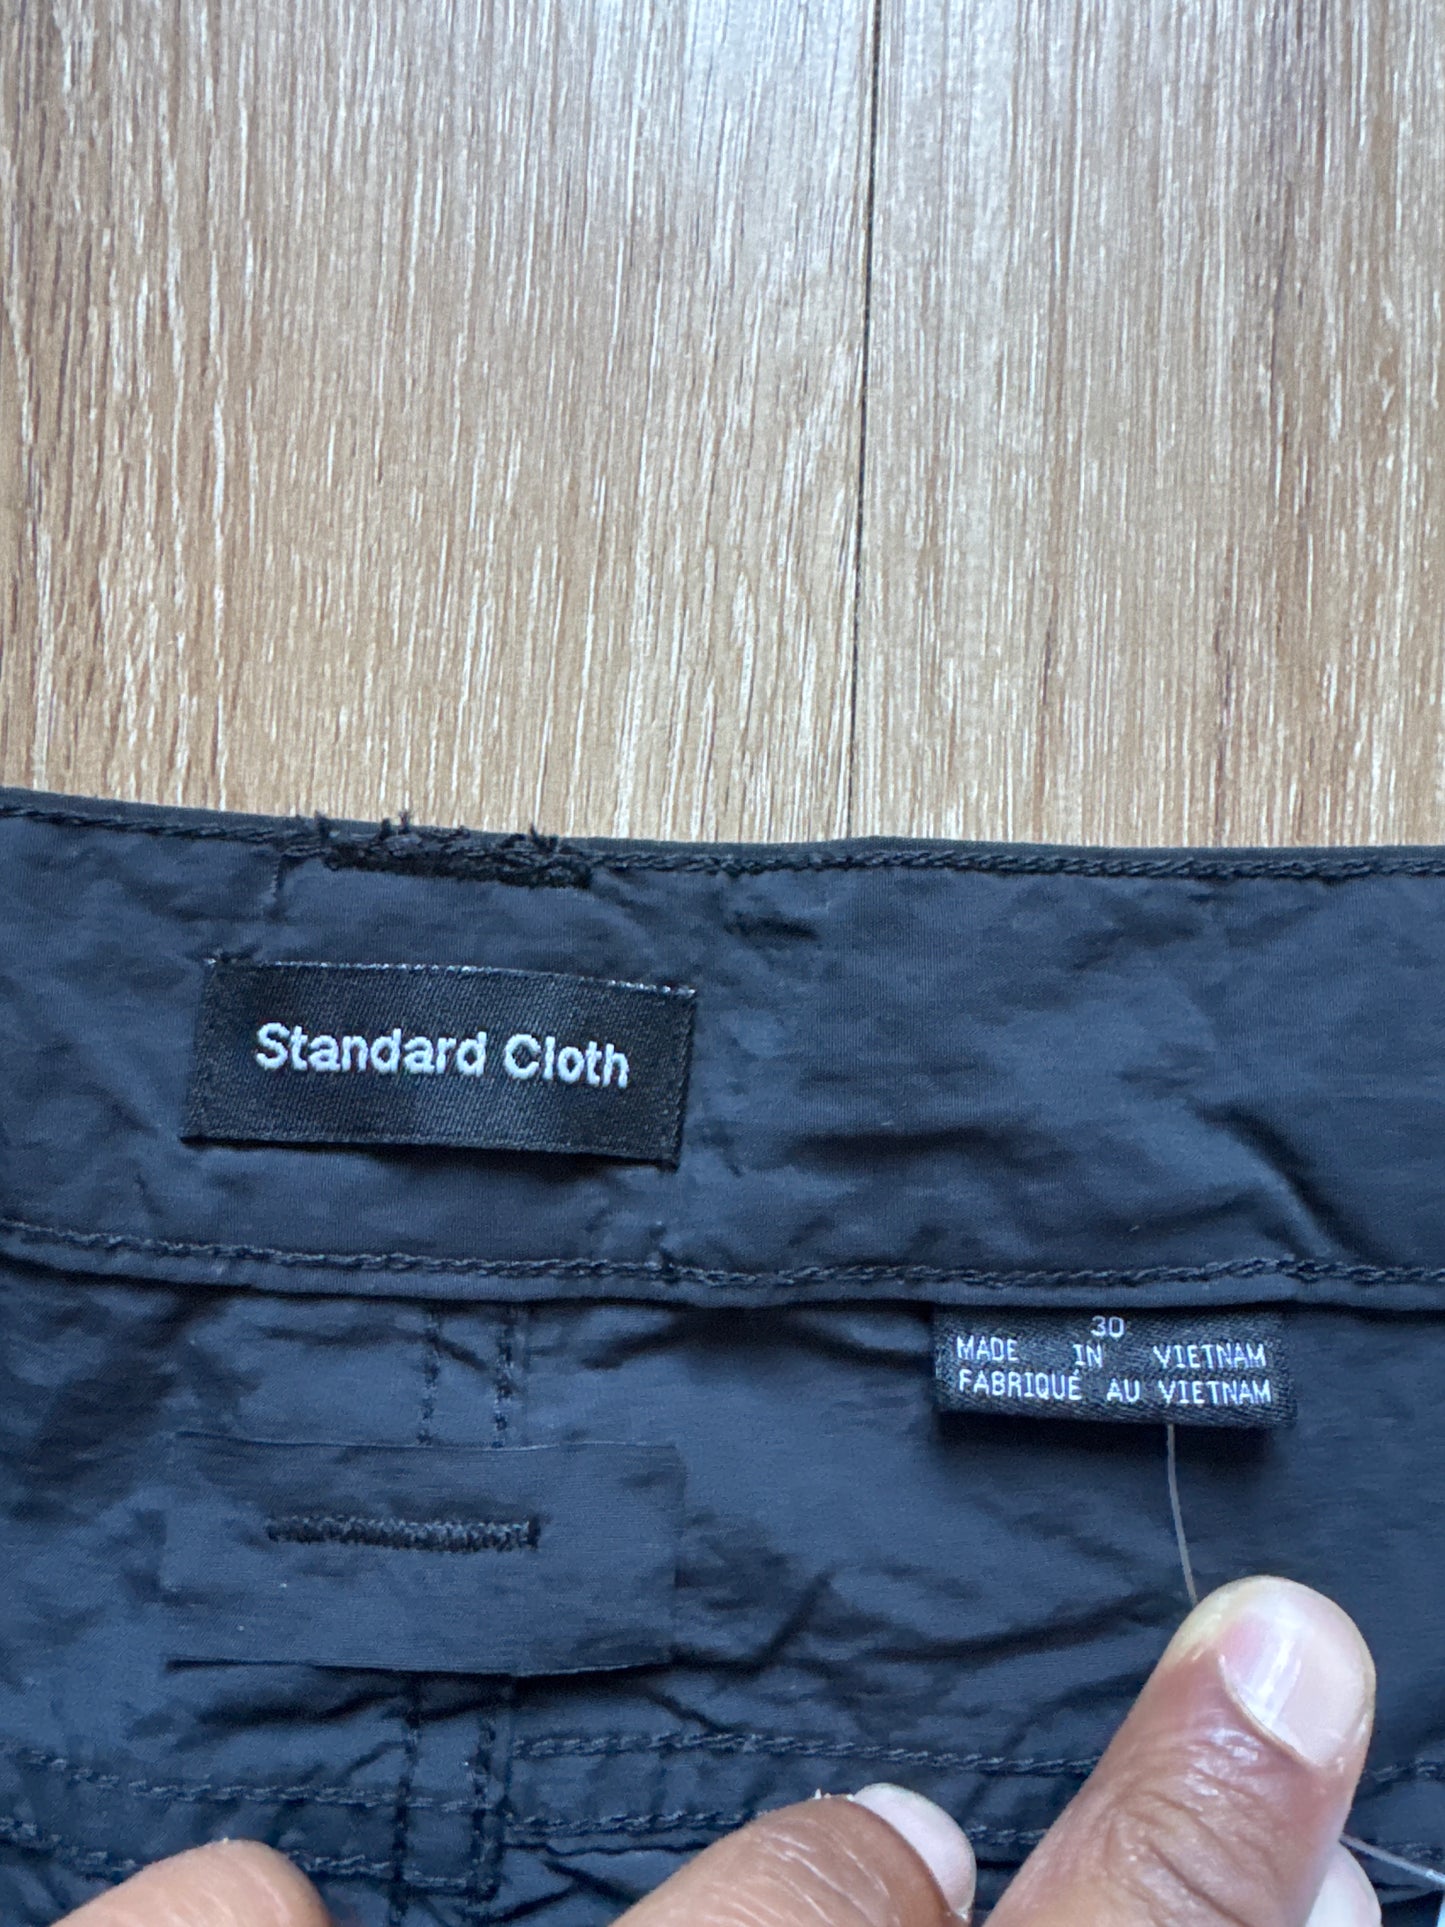 Standard Cloth
30
MADE IN VIETNAM
FABRIQUÉ AU VIETNAM